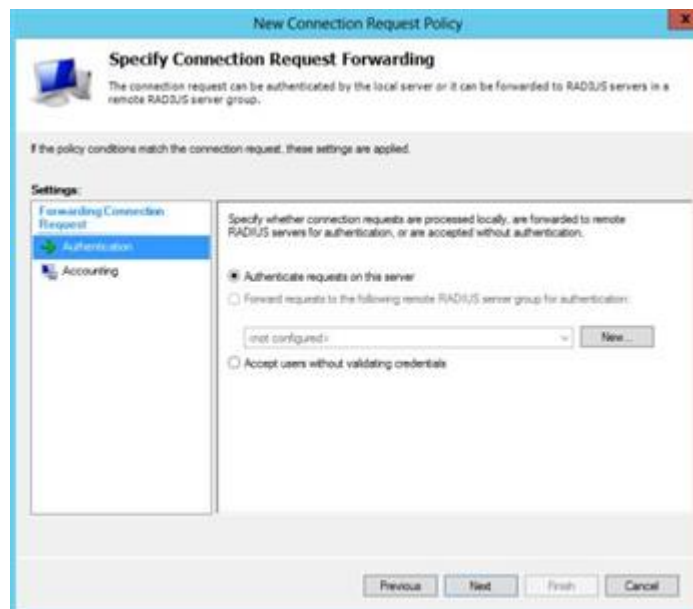 New Connection Request Policy
x
Specify Connection Request Forwarding
The connection request can be authenticated by the local server or it can be forwarded to RADIUS servers in a
remote RADIUS server group.
If the policy conditions match the connection request, these settings are applied.
Settings:
Forwarding Connection
Request
Authentication
Accounting
Specify whether connection requests are processed locally, are forwarded to remote
RADIUS servers for authentication, or are accepted without authentication.
Authenticate requests on this server
Forward requests to the following remote RADIUS server group for authentication:
<not configured>
New...
Accept users without validating credentials
Previous
Next
Finish
Cancel